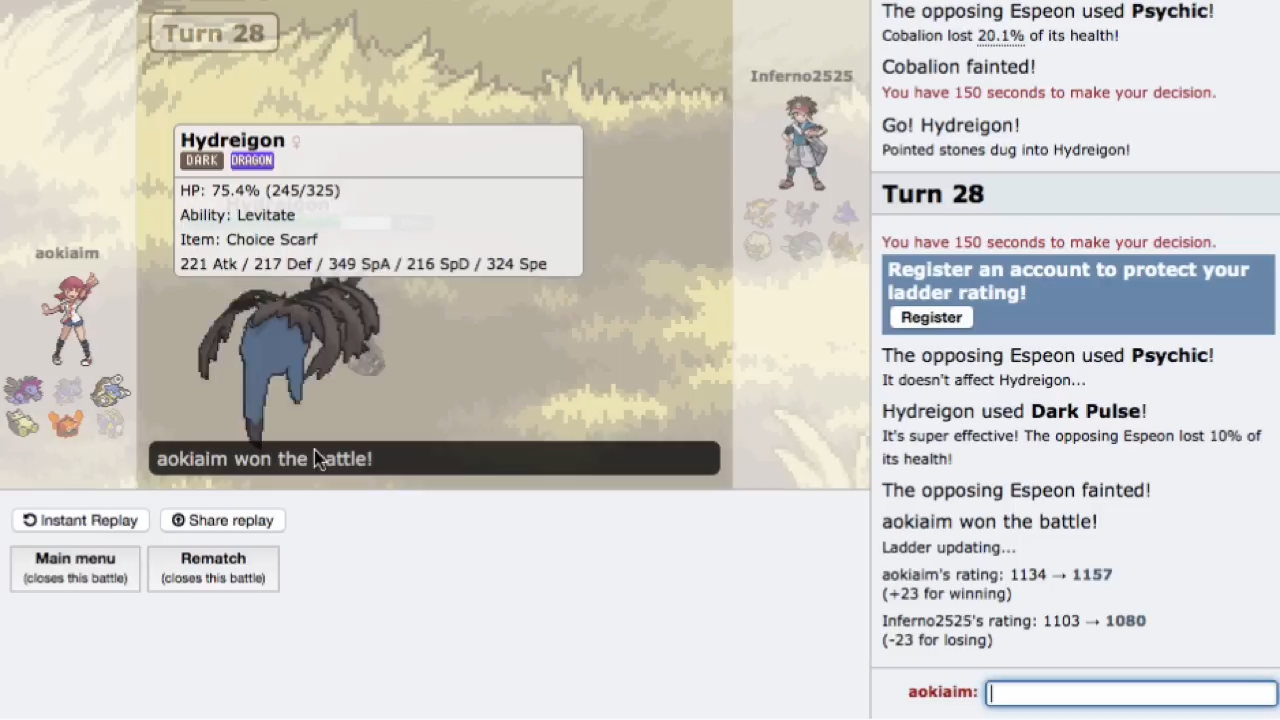 Turn 28
Inferno2525
Hydreigon ♀
DARK DRAGON
HP: 75.4% (245/325)
Ability: Levitate
Item: Choice Scarf
221 Atk / 217 Def / 349 SpA / 216 SpD / 324 Spe
aokiaim
aokiaim won the battle!
Instant Replay
Share replay
Main menu
(closes this battle)
Rematch
(closes this battle)
The opposing Espeon used Psychic!
Cobalion lost 20.1% of its health!
Cobalion fainted!
You have 150 seconds to make your decision.
Go! Hydreigon!
Pointed stones dug into Hydreigon!
Turn 28
You have 150 seconds to make your decision.
Register an account to protect your
ladder rating!
Register
The opposing Espeon used Psychic!
It doesn't affect Hydreigon...
Hydreigon used Dark Pulse!
It's super effective! The opposing Espeon lost 10% of
its health!
The opposing Espeon fainted!
aokiaim won the battle!
Ladder updating...
aokiaim's rating: 1134 → 1157
(+23 for winning)
Inferno2525's rating: 1103 → 1080
(-23 for losing)
aokiaim: